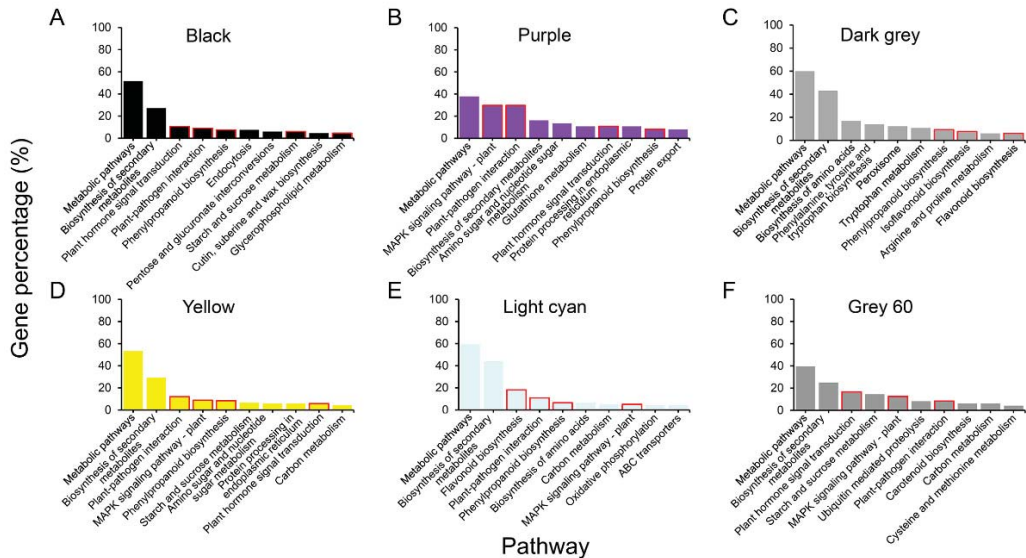 A
Black
100
80
60
40
20
0
Metabolic pathways
Biosynthesis of secondary
metabolites
Plant hormone signal transduction
Plant-pathogen interaction
Phenylpropanoid biosynthesis
Endocytosis
Pentose and glucuronate interconversions
Starch and sucrose metabolism
Cutin, suberine and wax biosynthesis
Glycerophospholipid metabolism
B
Purple
100
80
60
40
20
0
Metabolic pathways
MAPK signaling pathway - plant
Plant-pathogen interaction
Biosynthesis of secondary metabolites
Amino sugar and nucleotide sugar
metabolism
Glutathione metabolism
Plant hormone signal transduction
Protein processing in endoplasmic
reticulum
Phenylpropanoid biosynthesis
Protein export
C
Dark grey
100
80
60
40
20
0
Metabolic pathways
Biosynthesis of secondary
metabolites
Biosynthesis of amino acids
Phenylalanine, tyrosine and
tryptophan biosynthesis
Peroxisome
Tryptophan metabolism
Phenylpropanoid biosynthesis
Isoflavonoid biosynthesis
Arginine and proline metabolism
Flavonoid biosynthesis
Gene percentage (%)
D
Yellow
100
80
60
40
20
0
Metabolic pathways
Biosynthesis of secondary
metabolites
Plant-pathogen interaction
MAPK signaling pathway - plant
Phenylpropanoid biosynthesis
Starch and sucrose metabolism
Amino sugar and nucleotide
sugar metabolism
Protein processing in
endoplasmic reticulum
Plant hormone signal transduction
Carbon metabolism
E
Light cyan
100
80
60
40
20
0
Metabolic pathways
Biosynthesis of secondary
metabolites
Flavonoid biosynthesis
Plant-pathogen interaction
Phenylpropanoid biosynthesis
Biosynthesis of amino acids
Carbon metabolism
MAPK signaling pathway - plant
Oxidative phosphorylation
ABC transporters
F
Grey 60
100
80
60
40
20
0
Metabolic pathways
Biosynthesis of secondary
metabolites
Plant hormone signal transduction
Starch and sucrose metabolism
MAPK signaling pathway - plant
Ubiquitin mediated proteolysis
Plant-pathogen interaction
Carotenoid biosynthesis
Carbon metabolism
Cysteine and methionine metabolism
Pathway